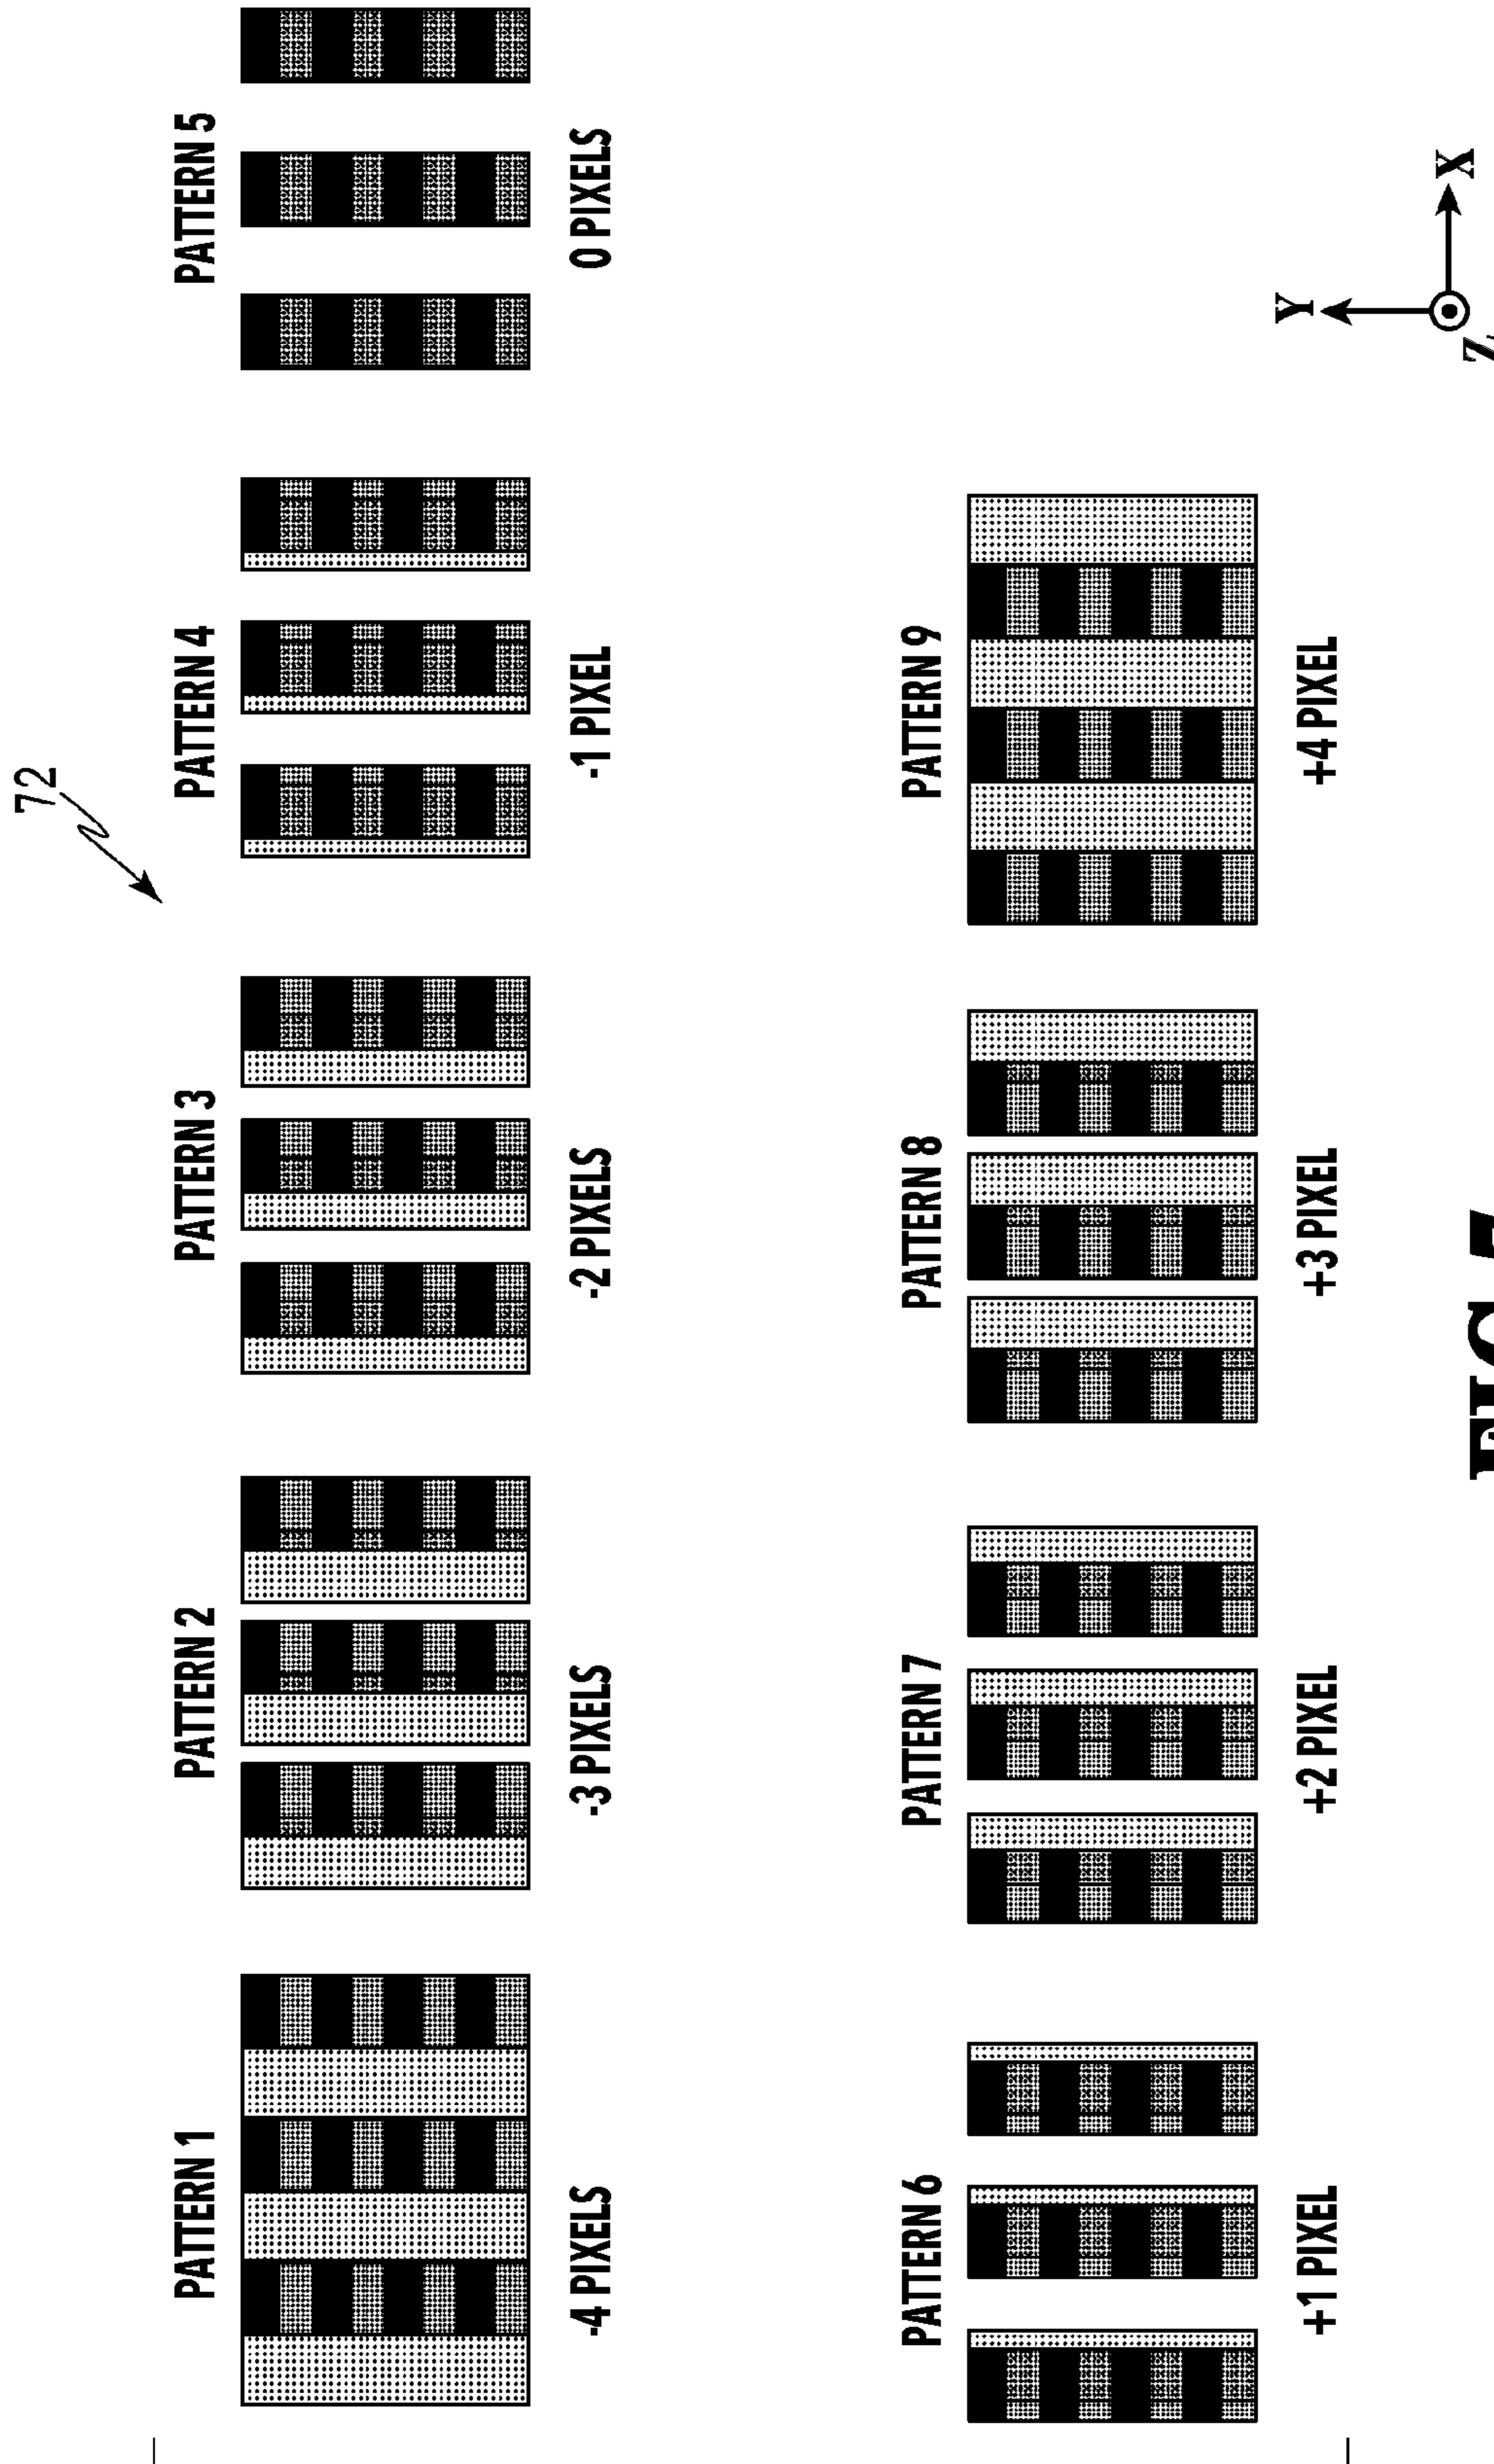 72
PATTERN 1
PATTERN 2
PATTERN 3
PATTERN 4
PATTERN 5
-4 PIXELS
-3 PIXELS
-2 PIXELS
-1 PIXEL
0 PIXELS
PATTERN 6
PATTERN 7
PATTERN 8
PATTERN 9
+1 PIXEL
+2 PIXEL
+3 PIXEL
+4 PIXEL
Y
X
Z